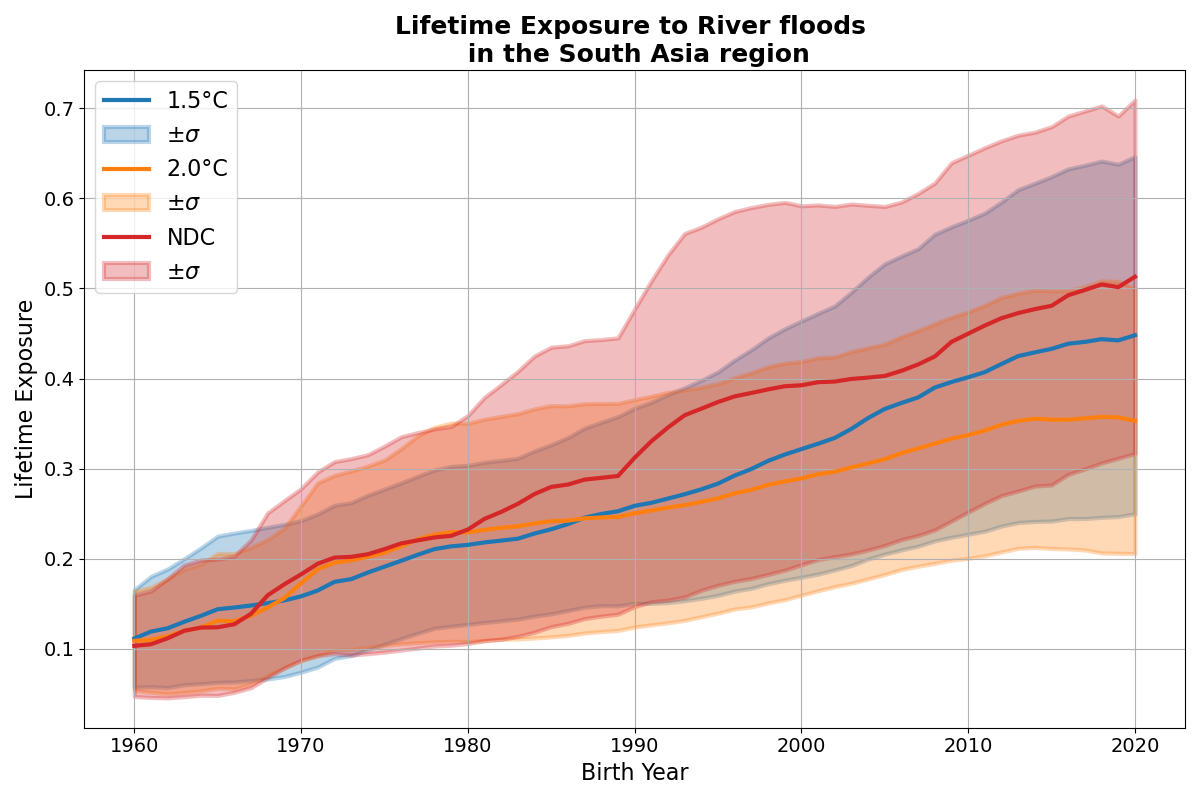 Lifetime Exposure to River floods
in the South Asia region
1.5°C
±σ
2.0°C
±σ
NDC
±σ
Lifetime Exposure
0.7
0.6
0.5
0.4
0.3
0.2
0.1
1960 1970 1980 1990 2000 2010 2020
Birth Year